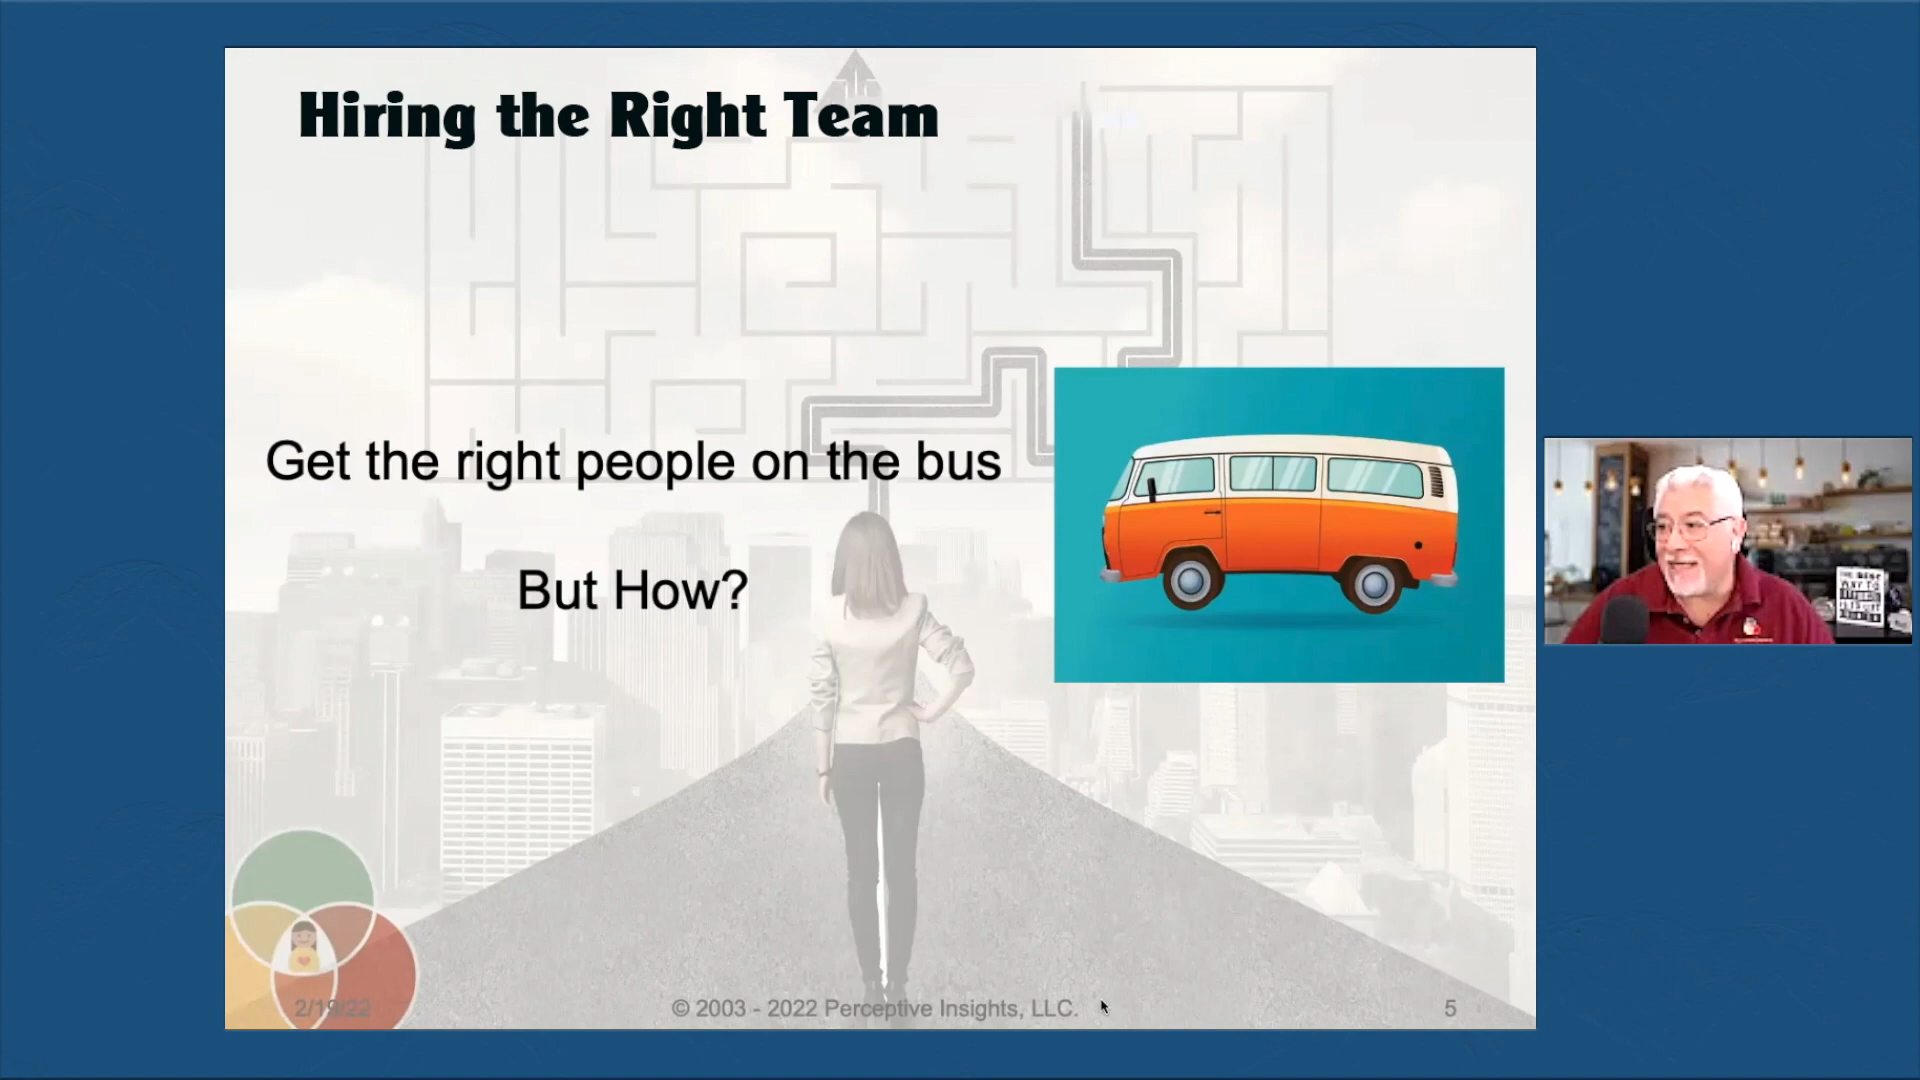 Hiring the Right Team
Get the right people on the bus
But How?
2/19/22
© 2003 - 2022 Perceptive Insights, LLC.
5